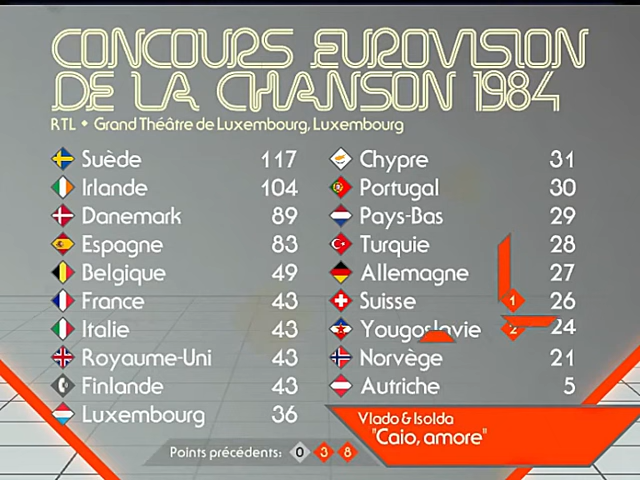 CONCOURS EUROVISION
DE LA CHANSON 1984
RTL • Grand Théâtre de Luxembourg, Luxembourg
Suède 117
Irlande 104
Danemark 89
Espagne 83
Belgique 49
France 43
Italie 43
Royaume-Uni 43
Finlande 43
Luxembourg 36
Chypre 31
Portugal 30
Pays-Bas 29
Turquie 28
Allemagne 27
Suisse 1 26
Yougoslavie 2 24
Norvège 21
Autriche 5
Vlado & Isolda
"Caio, amore"
Points précédents: 0 3 8